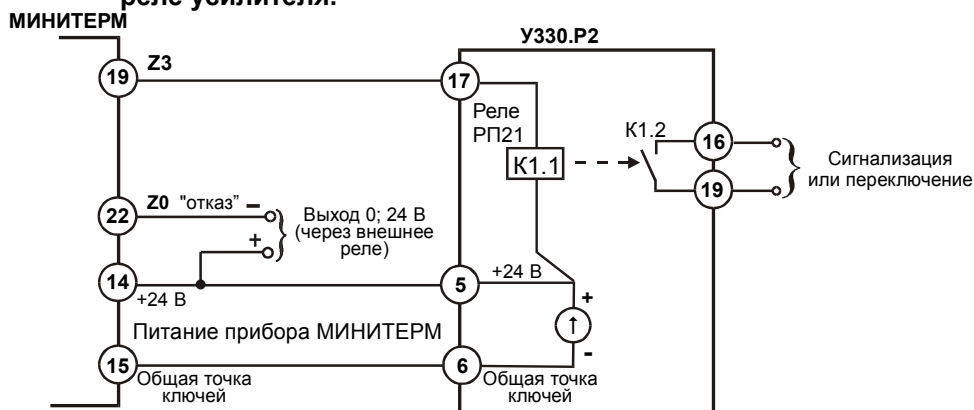 реле усилителя.
МИНИТЕРМ
У330.Р2
19
Z3
17
Реле
РП21
К1.1
К1.2
16
19
Сигнализация
или переключение
22
Z0 "отказ" –
+
Выход 0; 24 В
(через внешнее
реле)
14
+24 В
5
+24 В
+
↑
-
Питание прибора МИНИТЕРМ
15
Общая точка
ключей
6
Общая точка
ключей